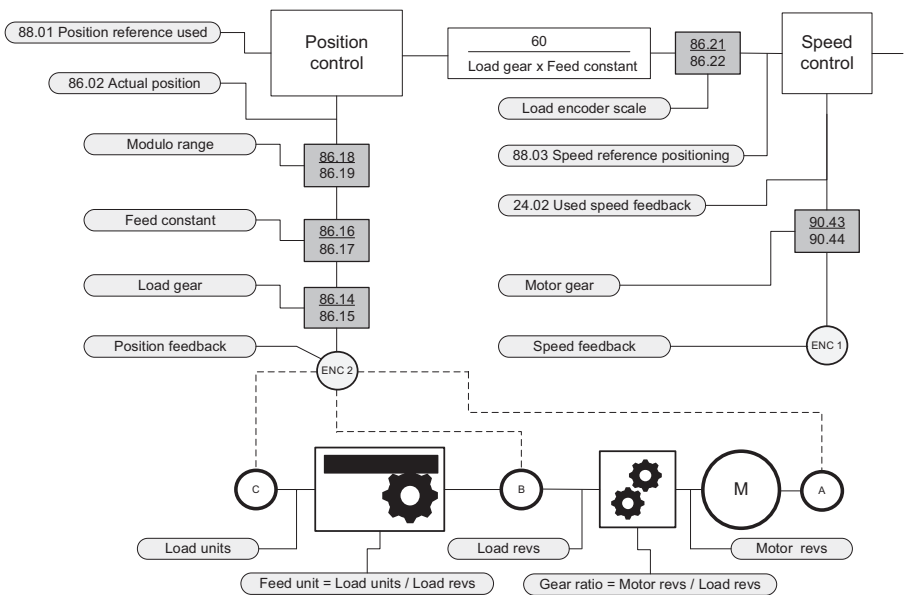 88.01 Position reference used
Position
control
60
Load gear x Feed constant
86.21
86.22
Speed
control
86.02 Actual position
Load encoder scale
Modulo range
86.18
86.19
88.03 Speed reference positioning
24.02 Used speed feedback
Feed constant
86.16
86.17
90.43
90.44
Load gear
86.14
86.15
Motor gear
Position feedback
ENC 2
Speed feedback
ENC 1
C
B
M
A
Load units
Load revs
Motor revs
Feed unit = Load units / Load revs
Gear ratio = Motor revs / Load revs